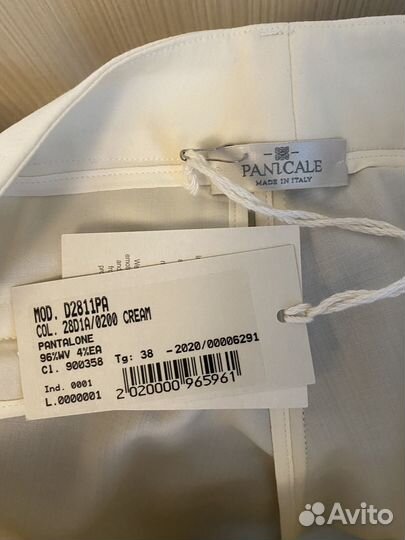 PANICALE
MADE IN ITALY
MOD. D2811PA
COL. 28D1A/0200 CREAM
PANTALONE
96%WV 4%EA
Cl. 900358 Tg: 38 -2020/00006291
Ind. 0001
L.0000001
2 020000 965961
Avito